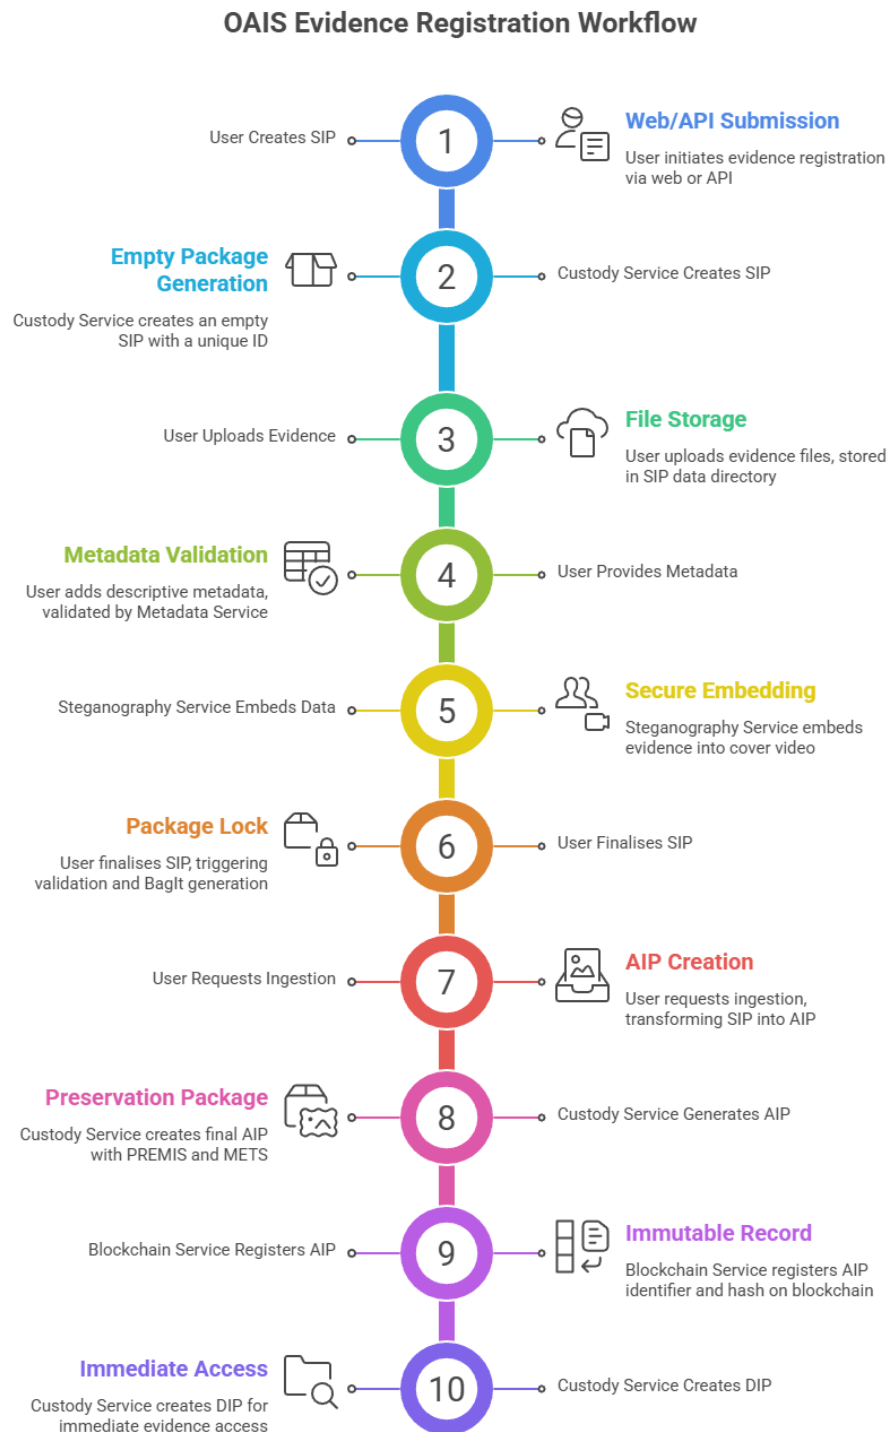 OAIS Evidence Registration Workflow
User Creates SIP
1
Web/API Submission
User initiates evidence registration
via web or API
Empty Package
Generation
Custody Service creates an empty
SIP with a unique ID
2
Custody Service Creates SIP
User Uploads Evidence
3
File Storage
User uploads evidence files, stored
in SIP data directory
Metadata Validation
User adds descriptive metadata,
validated by Metadata Service
4
User Provides Metadata
Steganography Service Embeds Data
5
Secure Embedding
Steganography Service embeds
evidence into cover video
Package Lock
User finalises SIP, triggering
validation and BagIt generation
6
User Finalises SIP
User Requests Ingestion
7
AIP Creation
User requests ingestion,
transforming SIP into AIP
Preservation Package
Custody Service creates final AIP
with PREMIS and METS
8
Custody Service Generates AIP
Blockchain Service Registers AIP
9
Immutable Record
Blockchain Service registers AIP
identifier and hash on blockchain
Immediate Access
Custody Service creates DIP for
immediate evidence access
10
Custody Service Creates DIP